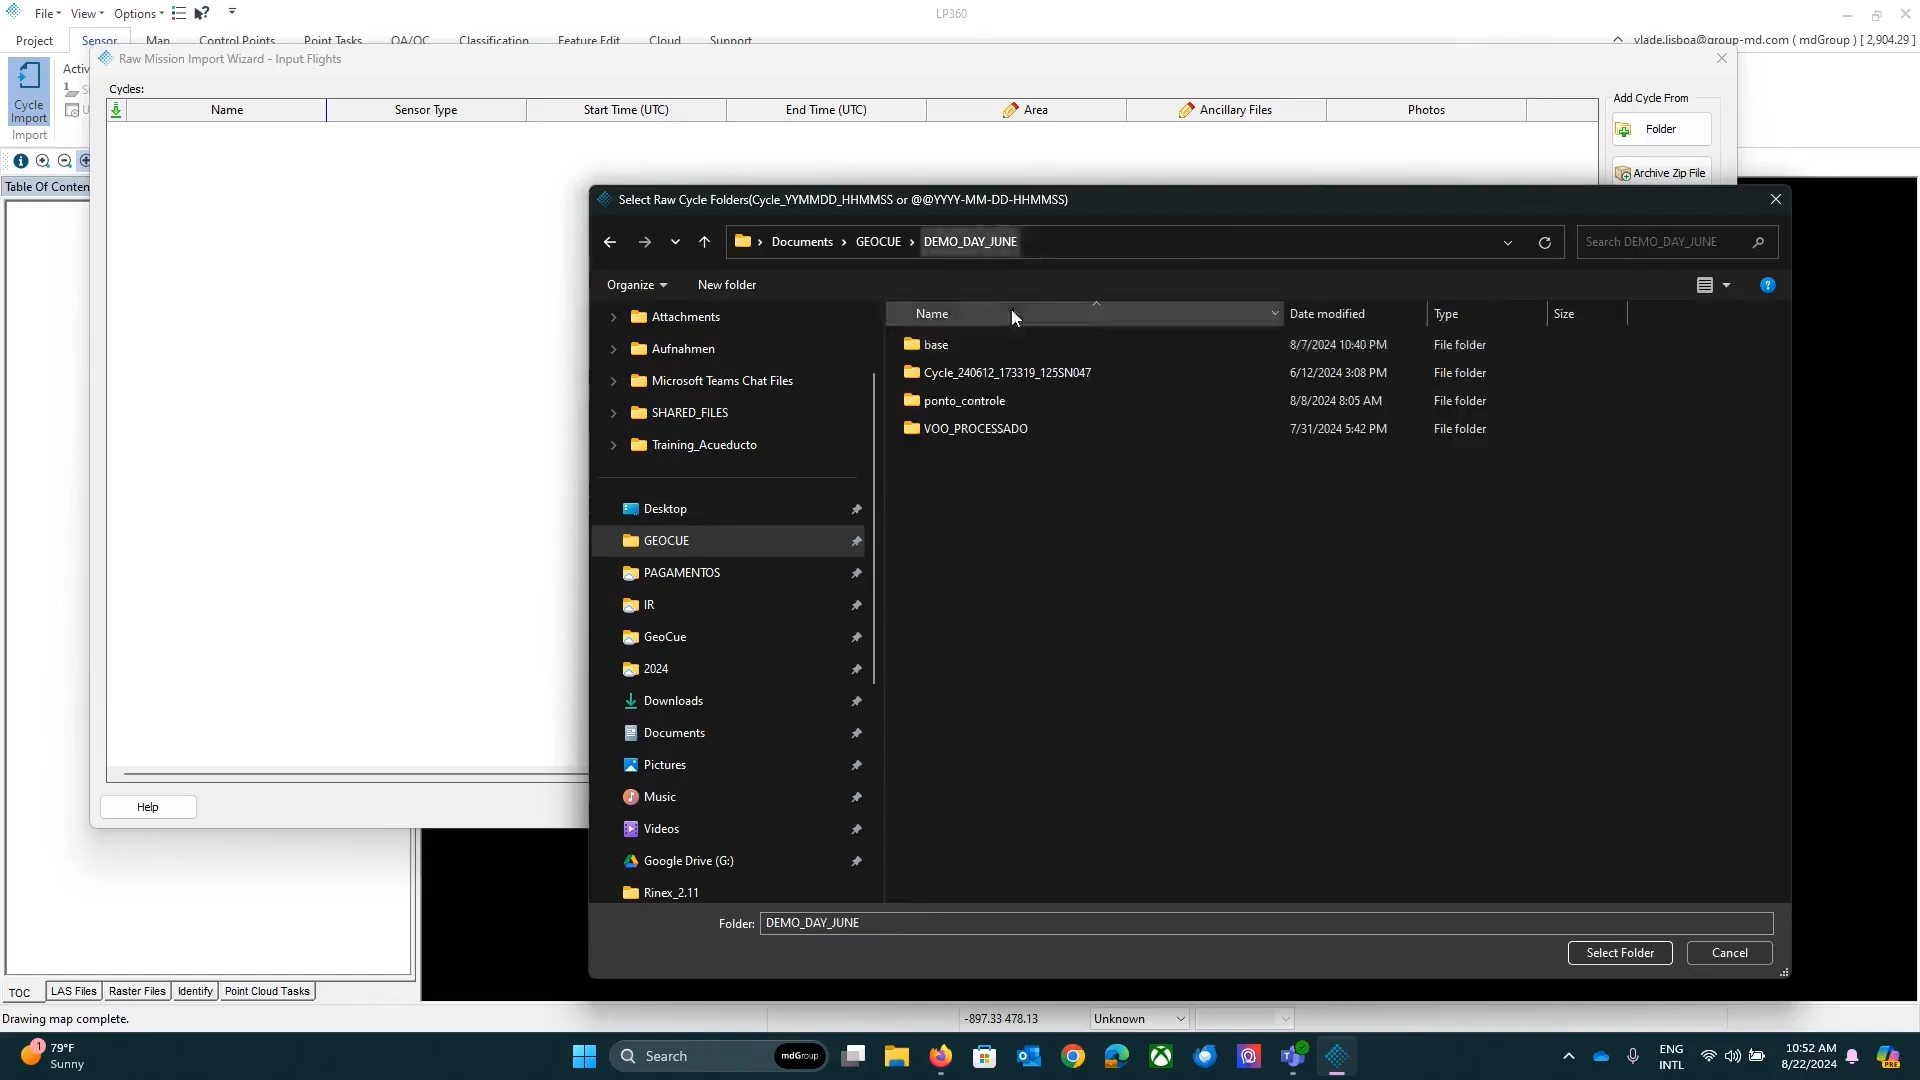 File View Options
LP360
Project Sensor Map Control Points Point Tasks QA/QC Classification Feature Edit Cloud Support
vlade.lisboa@group-md.com ( mdGroup ) [ 2,904.29 ]
Raw Mission Import Wizard - Input Flights
Cycle Import
Import
Cycles:
Name Sensor Type Start Time (UTC) End Time (UTC) Area Ancillary Files Photos
Add Cycle From
Folder
Archive Zip File
Table Of Conten
Select Raw Cycle Folders(Cycle_YYMMDD_HHMMSS or @@YYYY-MM-DD-HHMMSS)
Documents GEOCUE DEMO_DAY_JUNE
Search DEMO_DAY_JUNE
Organize New folder
Attachments
Aufnahmen
Microsoft Teams Chat Files
SHARED_FILES
Training_Acueducto
Desktop
GEOCUE
PAGAMENTOS
IR
GeoCue
2024
Downloads
Documents
Pictures
Music
Videos
Google Drive (G:)
Rinex_2.11
Name Date modified Type Size
base 8/7/2024 10:40 PM File folder
Cycle_240612_173319_125SN047 6/12/2024 3:08 PM File folder
ponto_controle 8/8/2024 8:05 AM File folder
VOO_PROCESSADO 7/31/2024 5:42 PM File folder
Folder: DEMO_DAY_JUNE
Select Folder Cancel
Help
TOC LAS Files Raster Files Identify Point Cloud Tasks
Drawing map complete.
-897.33 478.13 Unknown
1
79°F
Sunny
Search mdGroup
ENG
INTL
10:52 AM
8/22/2024
PRE